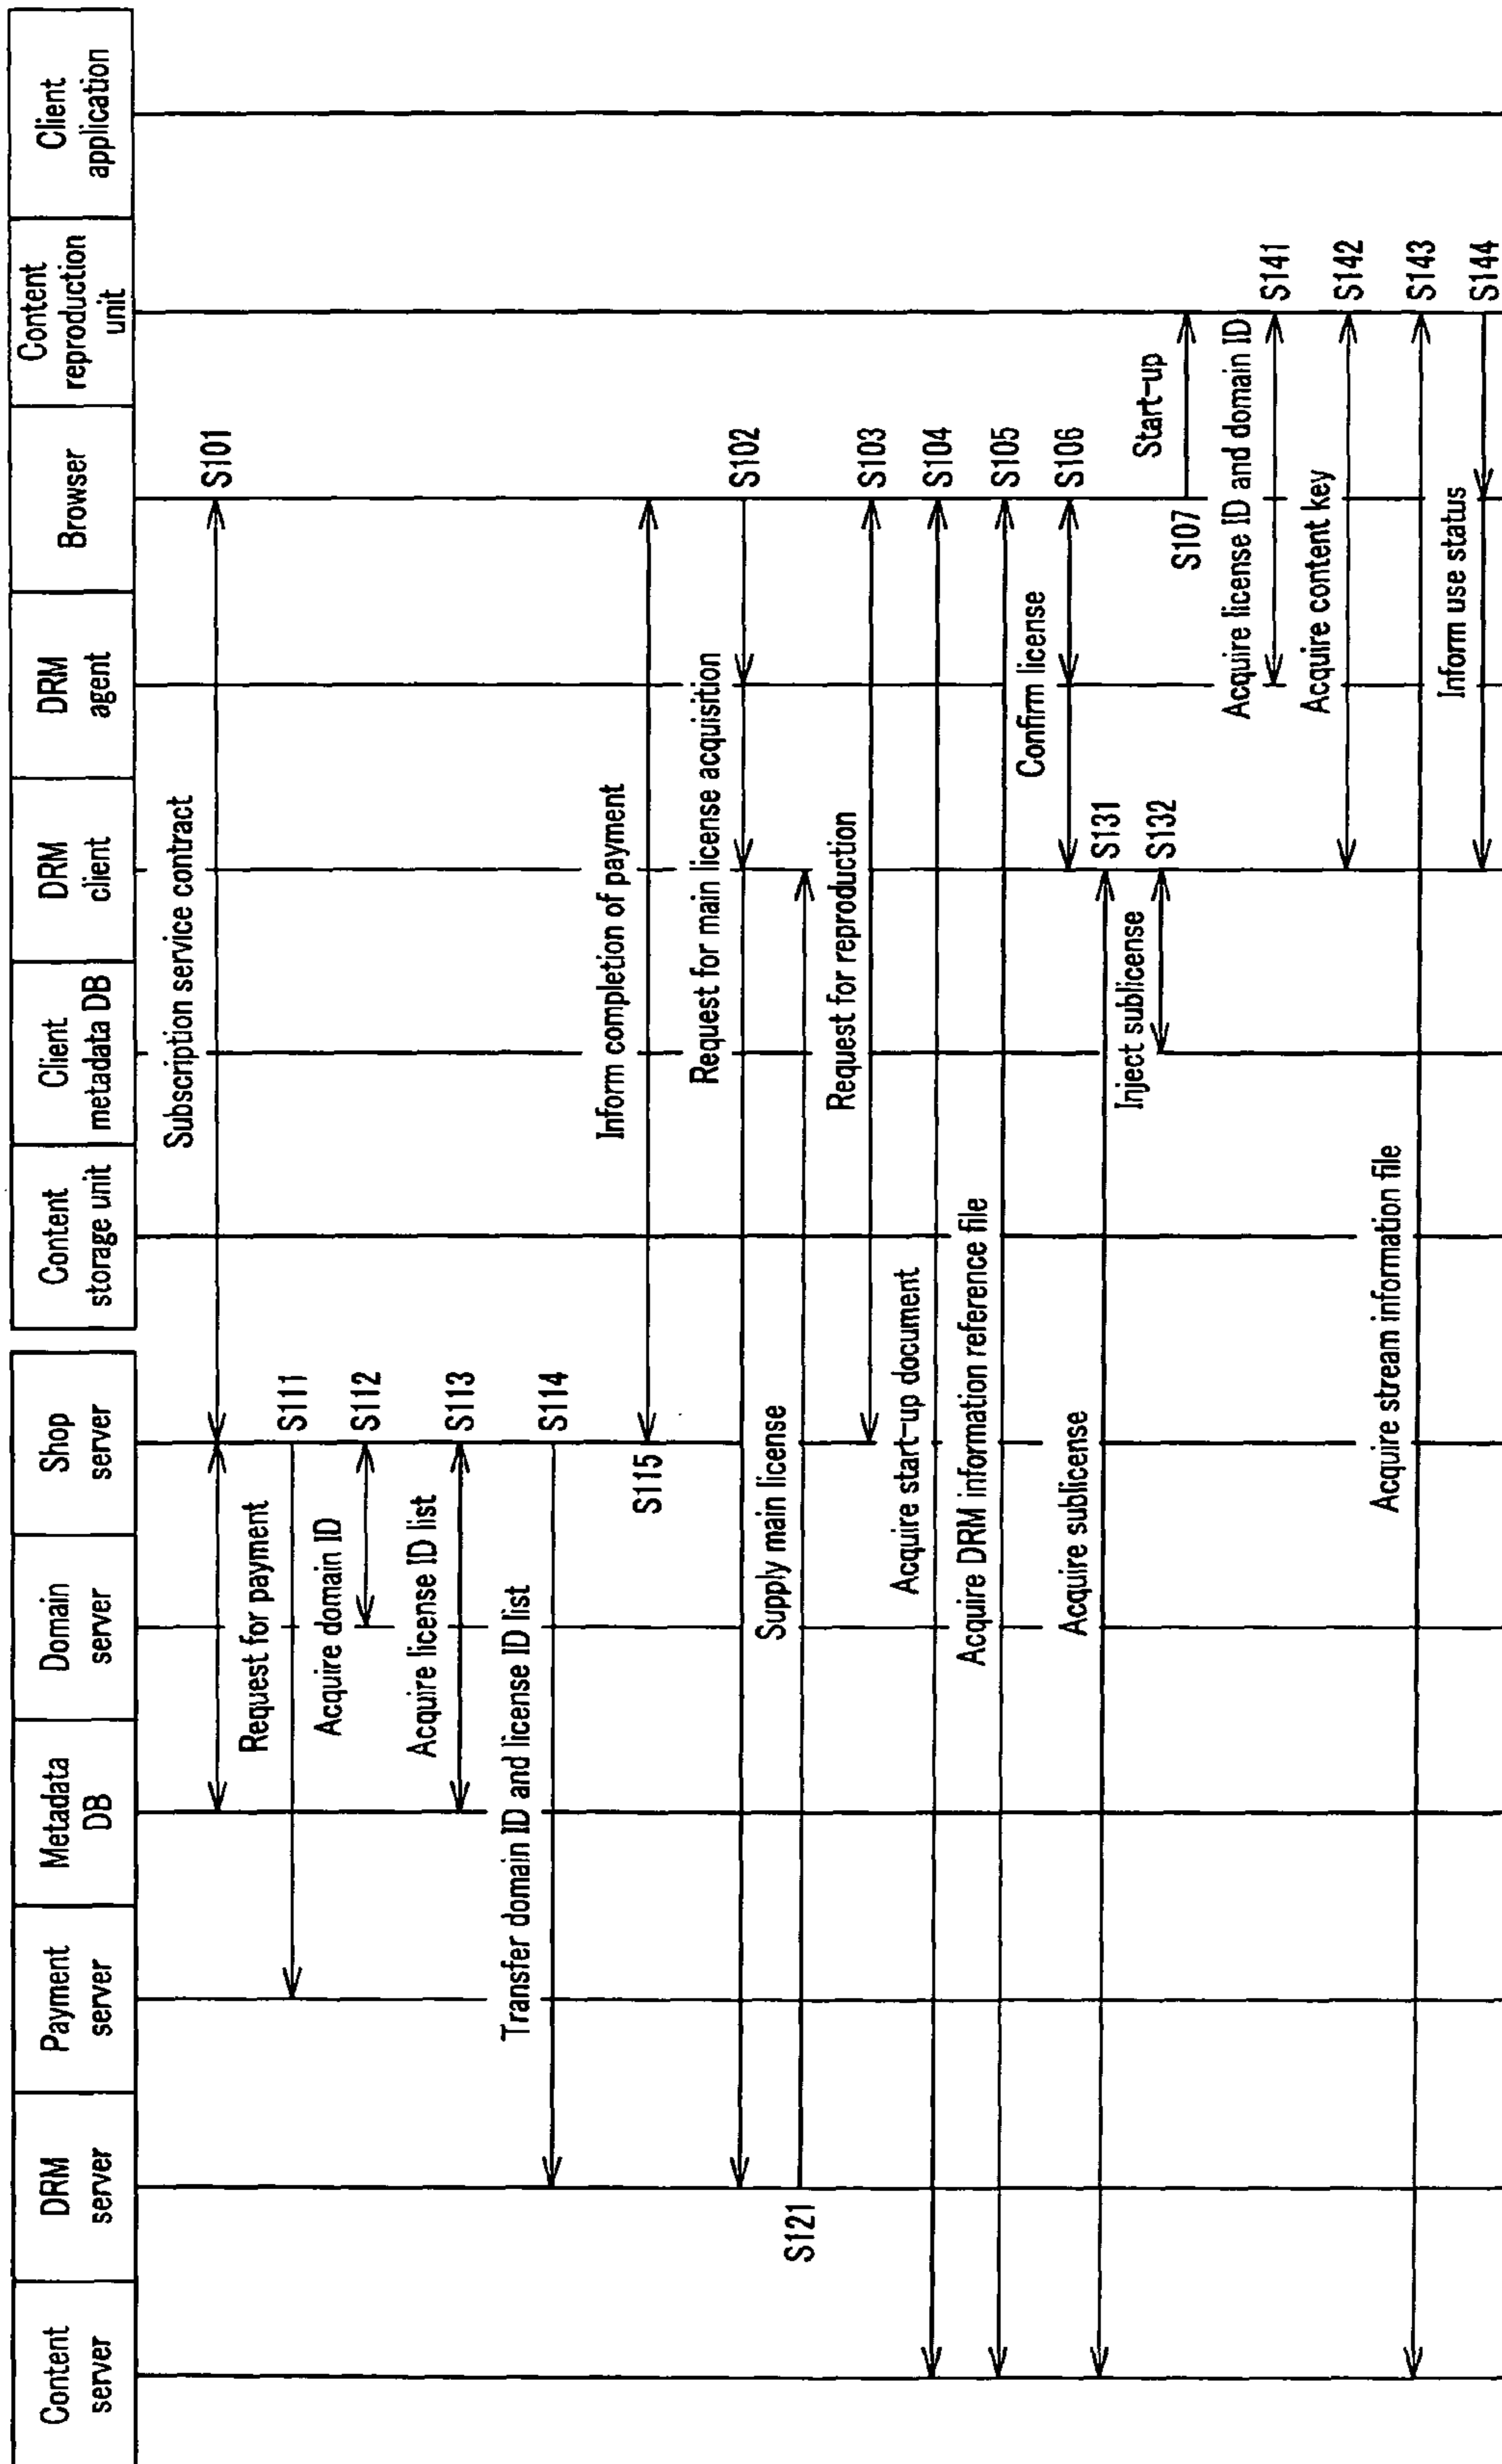 Content
server
DRM
server
Payment
server
Metadata
DB
Domain
server
Shop
server
Content
storage unit
Client
metadata DB
DRM
client
DRM
agent
Browser
Content
reproduction
unit
Client
application
Subscription service contract
S101
Request for payment
S111
Acquire domain ID
S112
Acquire license ID list
S113
Transfer domain ID and license ID list
S114
Inform completion of payment
S115
Request for main license acquisition
S102
Supply main license
S121
Request for reproduction
S103
Acquire start-up document
S104
Acquire DRM information reference file
S105
Confirm license
S106
Acquire sublicense
S131
Inject sublicense
S132
Start-up
S107
Acquire license ID and domain ID
S141
Acquire content key
S142
Acquire stream information file
S143
Inform use status
S144